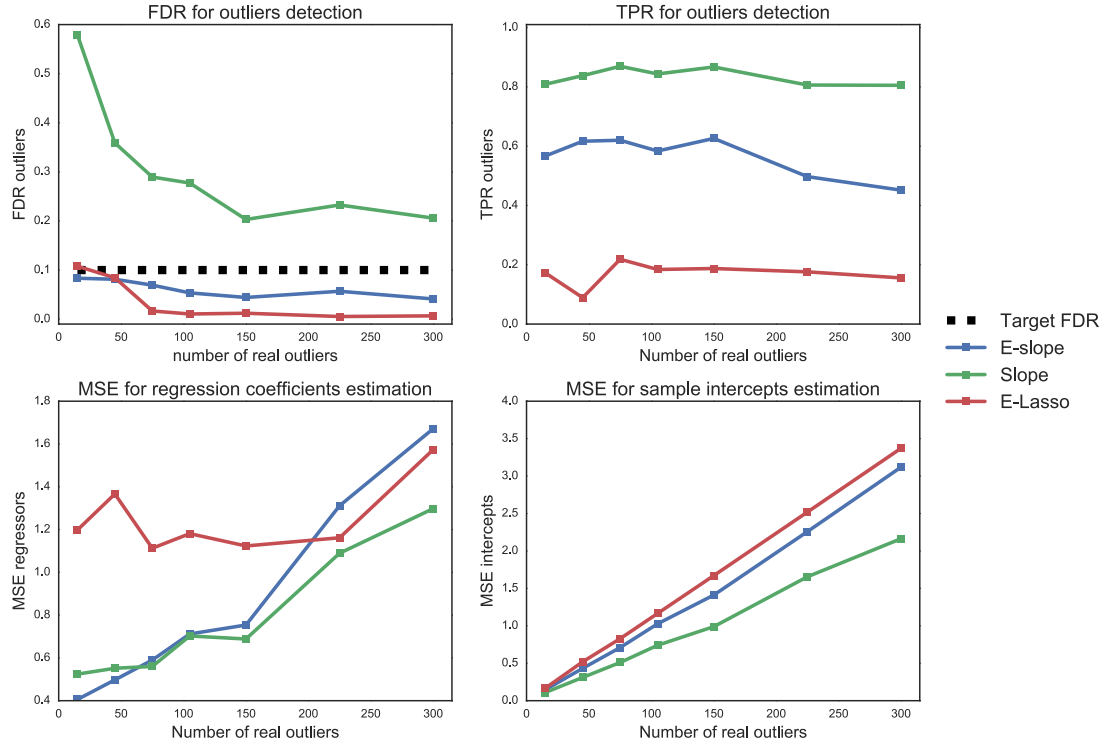 FDR for outliers detection
0.6
0.5
0.4
0.3
0.2
0.1
0.0
FDR outliers
0 50 100 150 200 250 300
number of real outliers
TPR for outliers detection
1.0
0.8
0.6
0.4
0.2
0.0
TPR outliers
0 50 100 150 200 250 300
Number of real outliers
Target FDR
E-slope
Slope
E-Lasso
MSE for regression coefficients estimation
1.8
1.6
1.4
1.2
1.0
0.8
0.6
0.4
MSE regressors
0 50 100 150 200 250 300
Number of real outliers
MSE for sample intercepts estimation
4.0
3.5
3.0
2.5
2.0
1.5
1.0
0.5
0.0
MSE intercepts
0 50 100 150 200 250 300
Number of real outliers